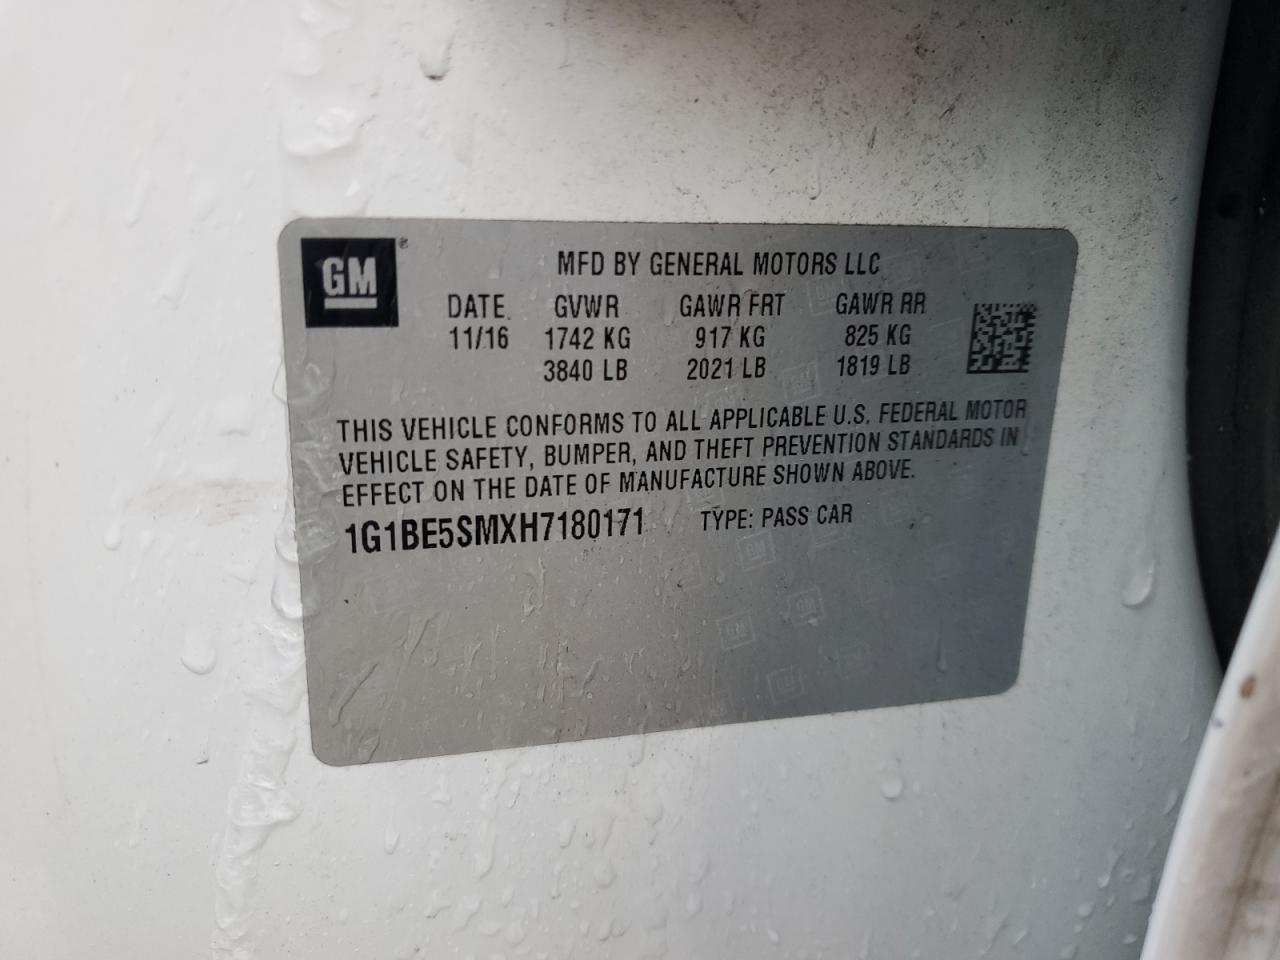 GM ®
MFD BY GENERAL MOTORS LLC
DATE GVWR GAWR FRT GAWR RR
11/16 1742 KG 917 KG 825 KG
3840 LB 2021 LB 1819 LB
THIS VEHICLE CONFORMS TO ALL APPLICABLE U.S. FEDERAL MOTOR
VEHICLE SAFETY, BUMPER, AND THEFT PREVENTION STANDARDS IN
EFFECT ON THE DATE OF MANUFACTURE SHOWN ABOVE.
1G1BE5SMXH7180171 TYPE: PASS CAR